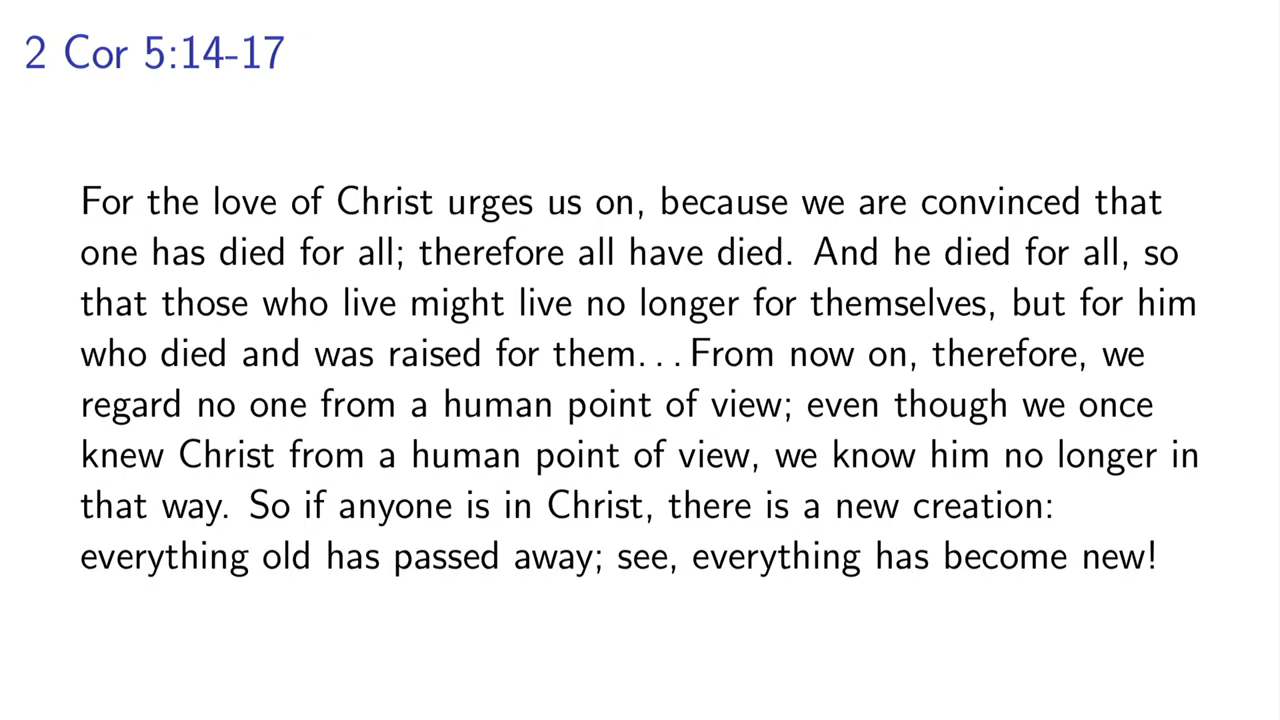 2 Cor 5:14-17
For the love of Christ urges us on, because we are convinced that
one has died for all; therefore all have died. And he died for all, so
that those who live might live no longer for themselves, but for him
who died and was raised for them. . . From now on, therefore, we
regard no one from a human point of view; even though we once
knew Christ from a human point of view, we know him no longer in
that way. So if anyone is in Christ, there is a new creation:
everything old has passed away; see, everything has become new!